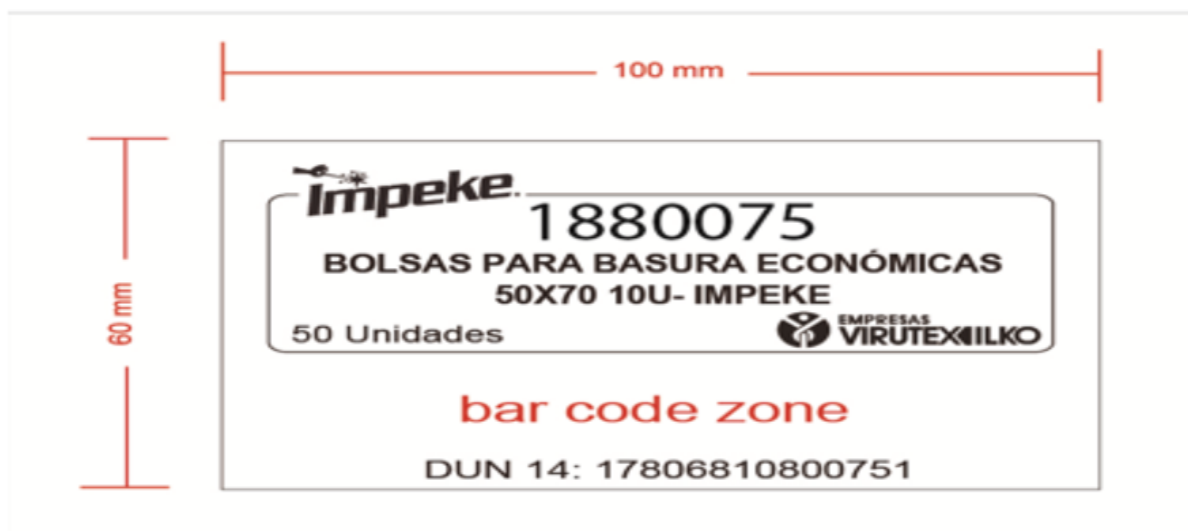 100 mm
60 mm
Impeke
1880075
BOLSAS PARA BASURA ECONÓMICAS
50X70 10U- IMPEKE
50 Unidades
EMPRESAS
VIRUTEX ILKO
bar code zone
DUN 14: 17806810800751